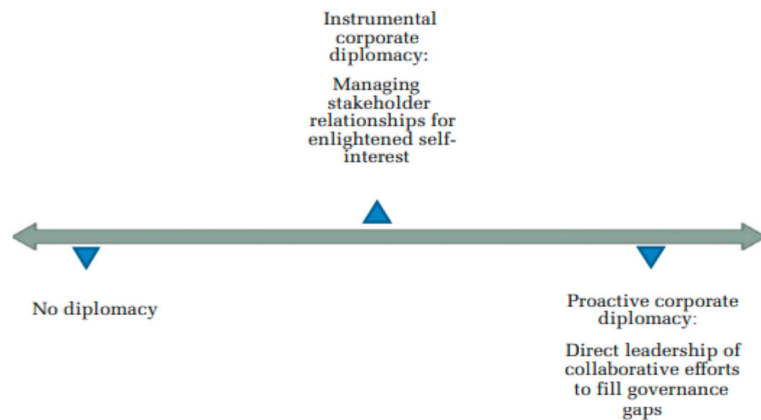 Instrumental
corporate
diplomacy:
Managing
stakeholder
relationships for
enlightened self-
interest
No diplomacy
Proactive corporate
diplomacy:
Direct leadership of
collaborative efforts
to fill governance
gaps